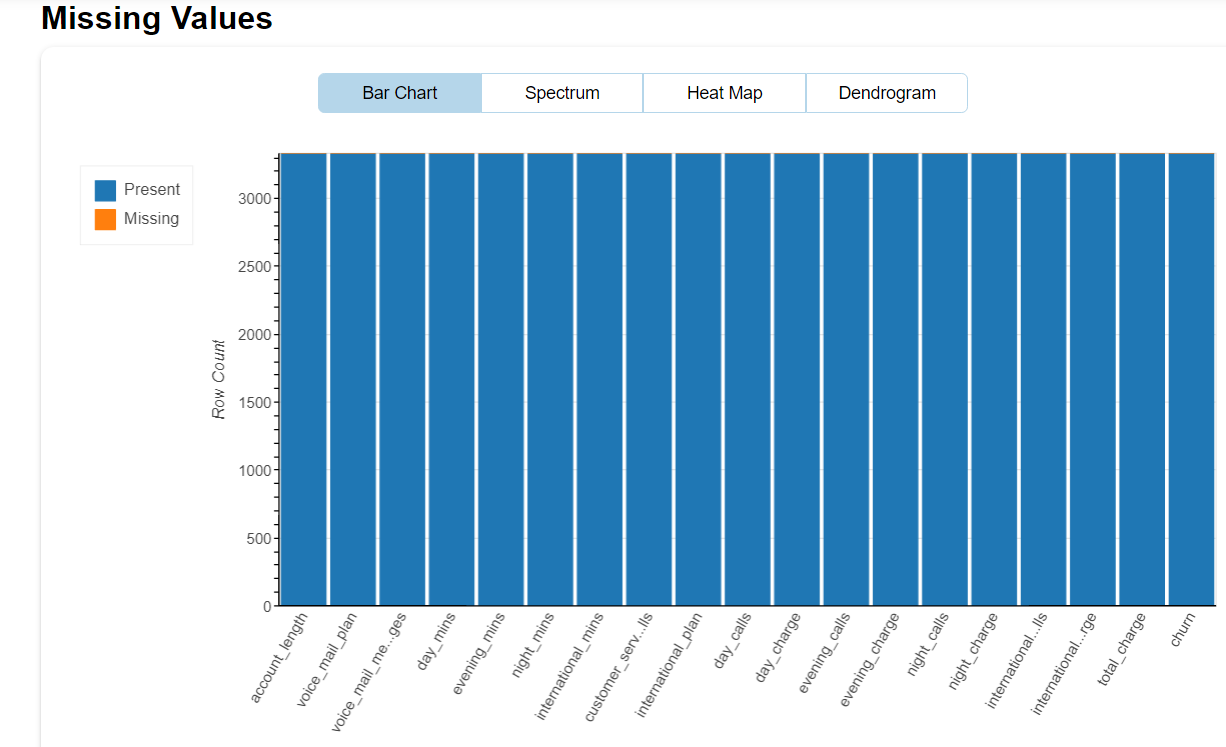 Missing Values
Bar Chart
Spectrum
Heat Map
Dendrogram
Present
Missing
Row Count
3000
2500
2000
1500
1000
500
0
account_length
voice_mail_plan
voice_mail_me...ges
day_mins
evening_mins
night_mins
international_mins
customer_serv...lls
international_plan
day_calls
day_charge
evening_calls
evening_charge
night_calls
night_charge
international...lls
international...rge
total_charge
churn